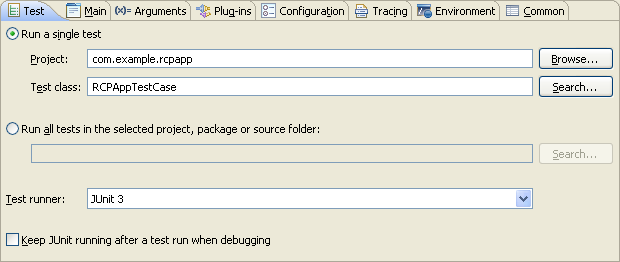 Test Main Arguments Plug-ins Configuration Tracing Environment Common
Run a single test
Project: com.example.rcpapp Browse...
Test class: RCPAppTestCase Search...
Run all tests in the selected project, package or source folder:
Search...
Test runner: JUnit 3
Keep JUnit running after a test run when debugging